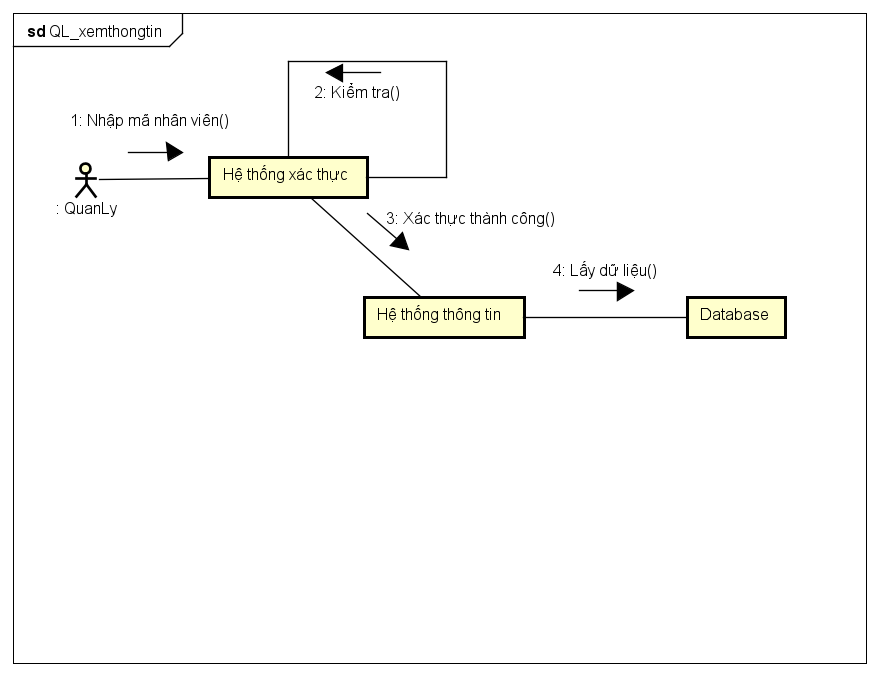 sd QL_xemthongtin
2: Kiểm tra()
1: Nhập mã nhân viên()
Hệ thống xác thực
: QuanLy
3: Xác thực thành công()
4: Lấy dữ liệu()
Hệ thống thông tin
Database